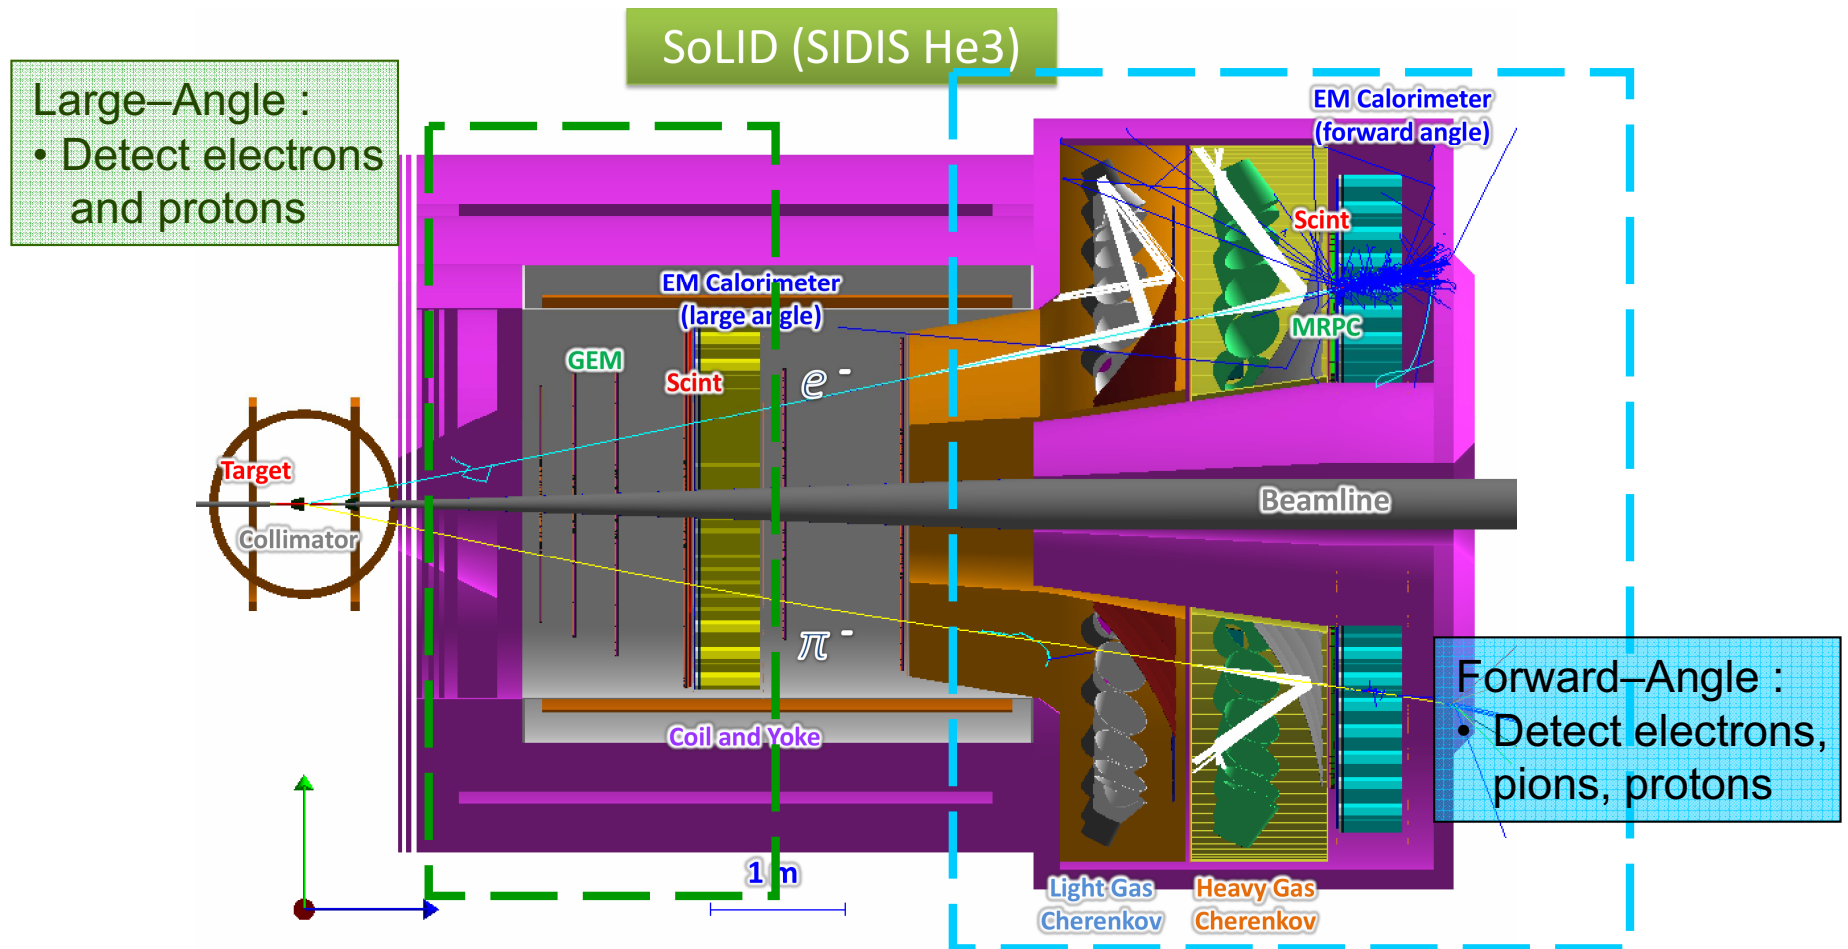 SoLID (SIDIS He3)
Large–Angle :
• Detect electrons
and protons
EM Calorimeter
(forward angle)
Scint
MRPC
EM Calorimeter
(large angle)
GEM
Scint
e -
Target
Collimator
Beamline
π -
Coil and Yoke
Forward–Angle :
• Detect electrons,
pions, protons
1 m
Light Gas
Cherenkov
Heavy Gas
Cherenkov